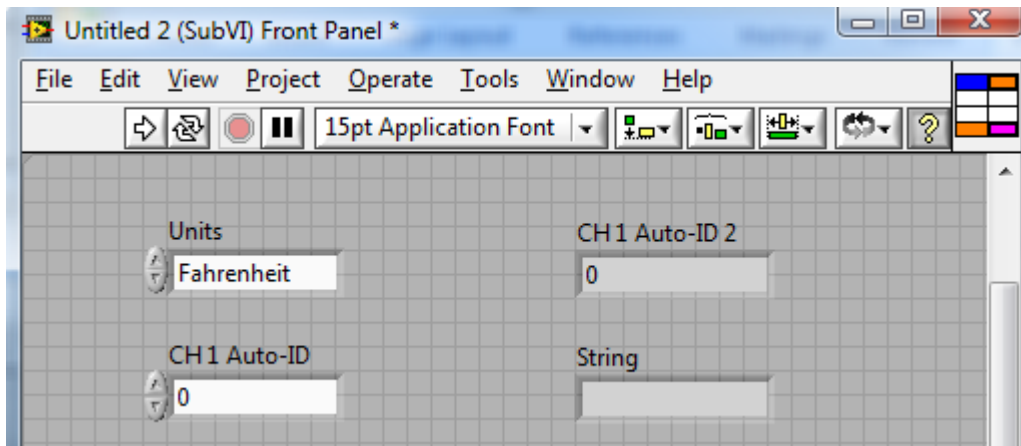 Untitled 2 (SubVI) Front Panel *
File Edit View Project Operate Tools Window Help
15pt Application Font
Units
CH 1 Auto-ID 2
Fahrenheit
0
CH 1 Auto-ID
String
0